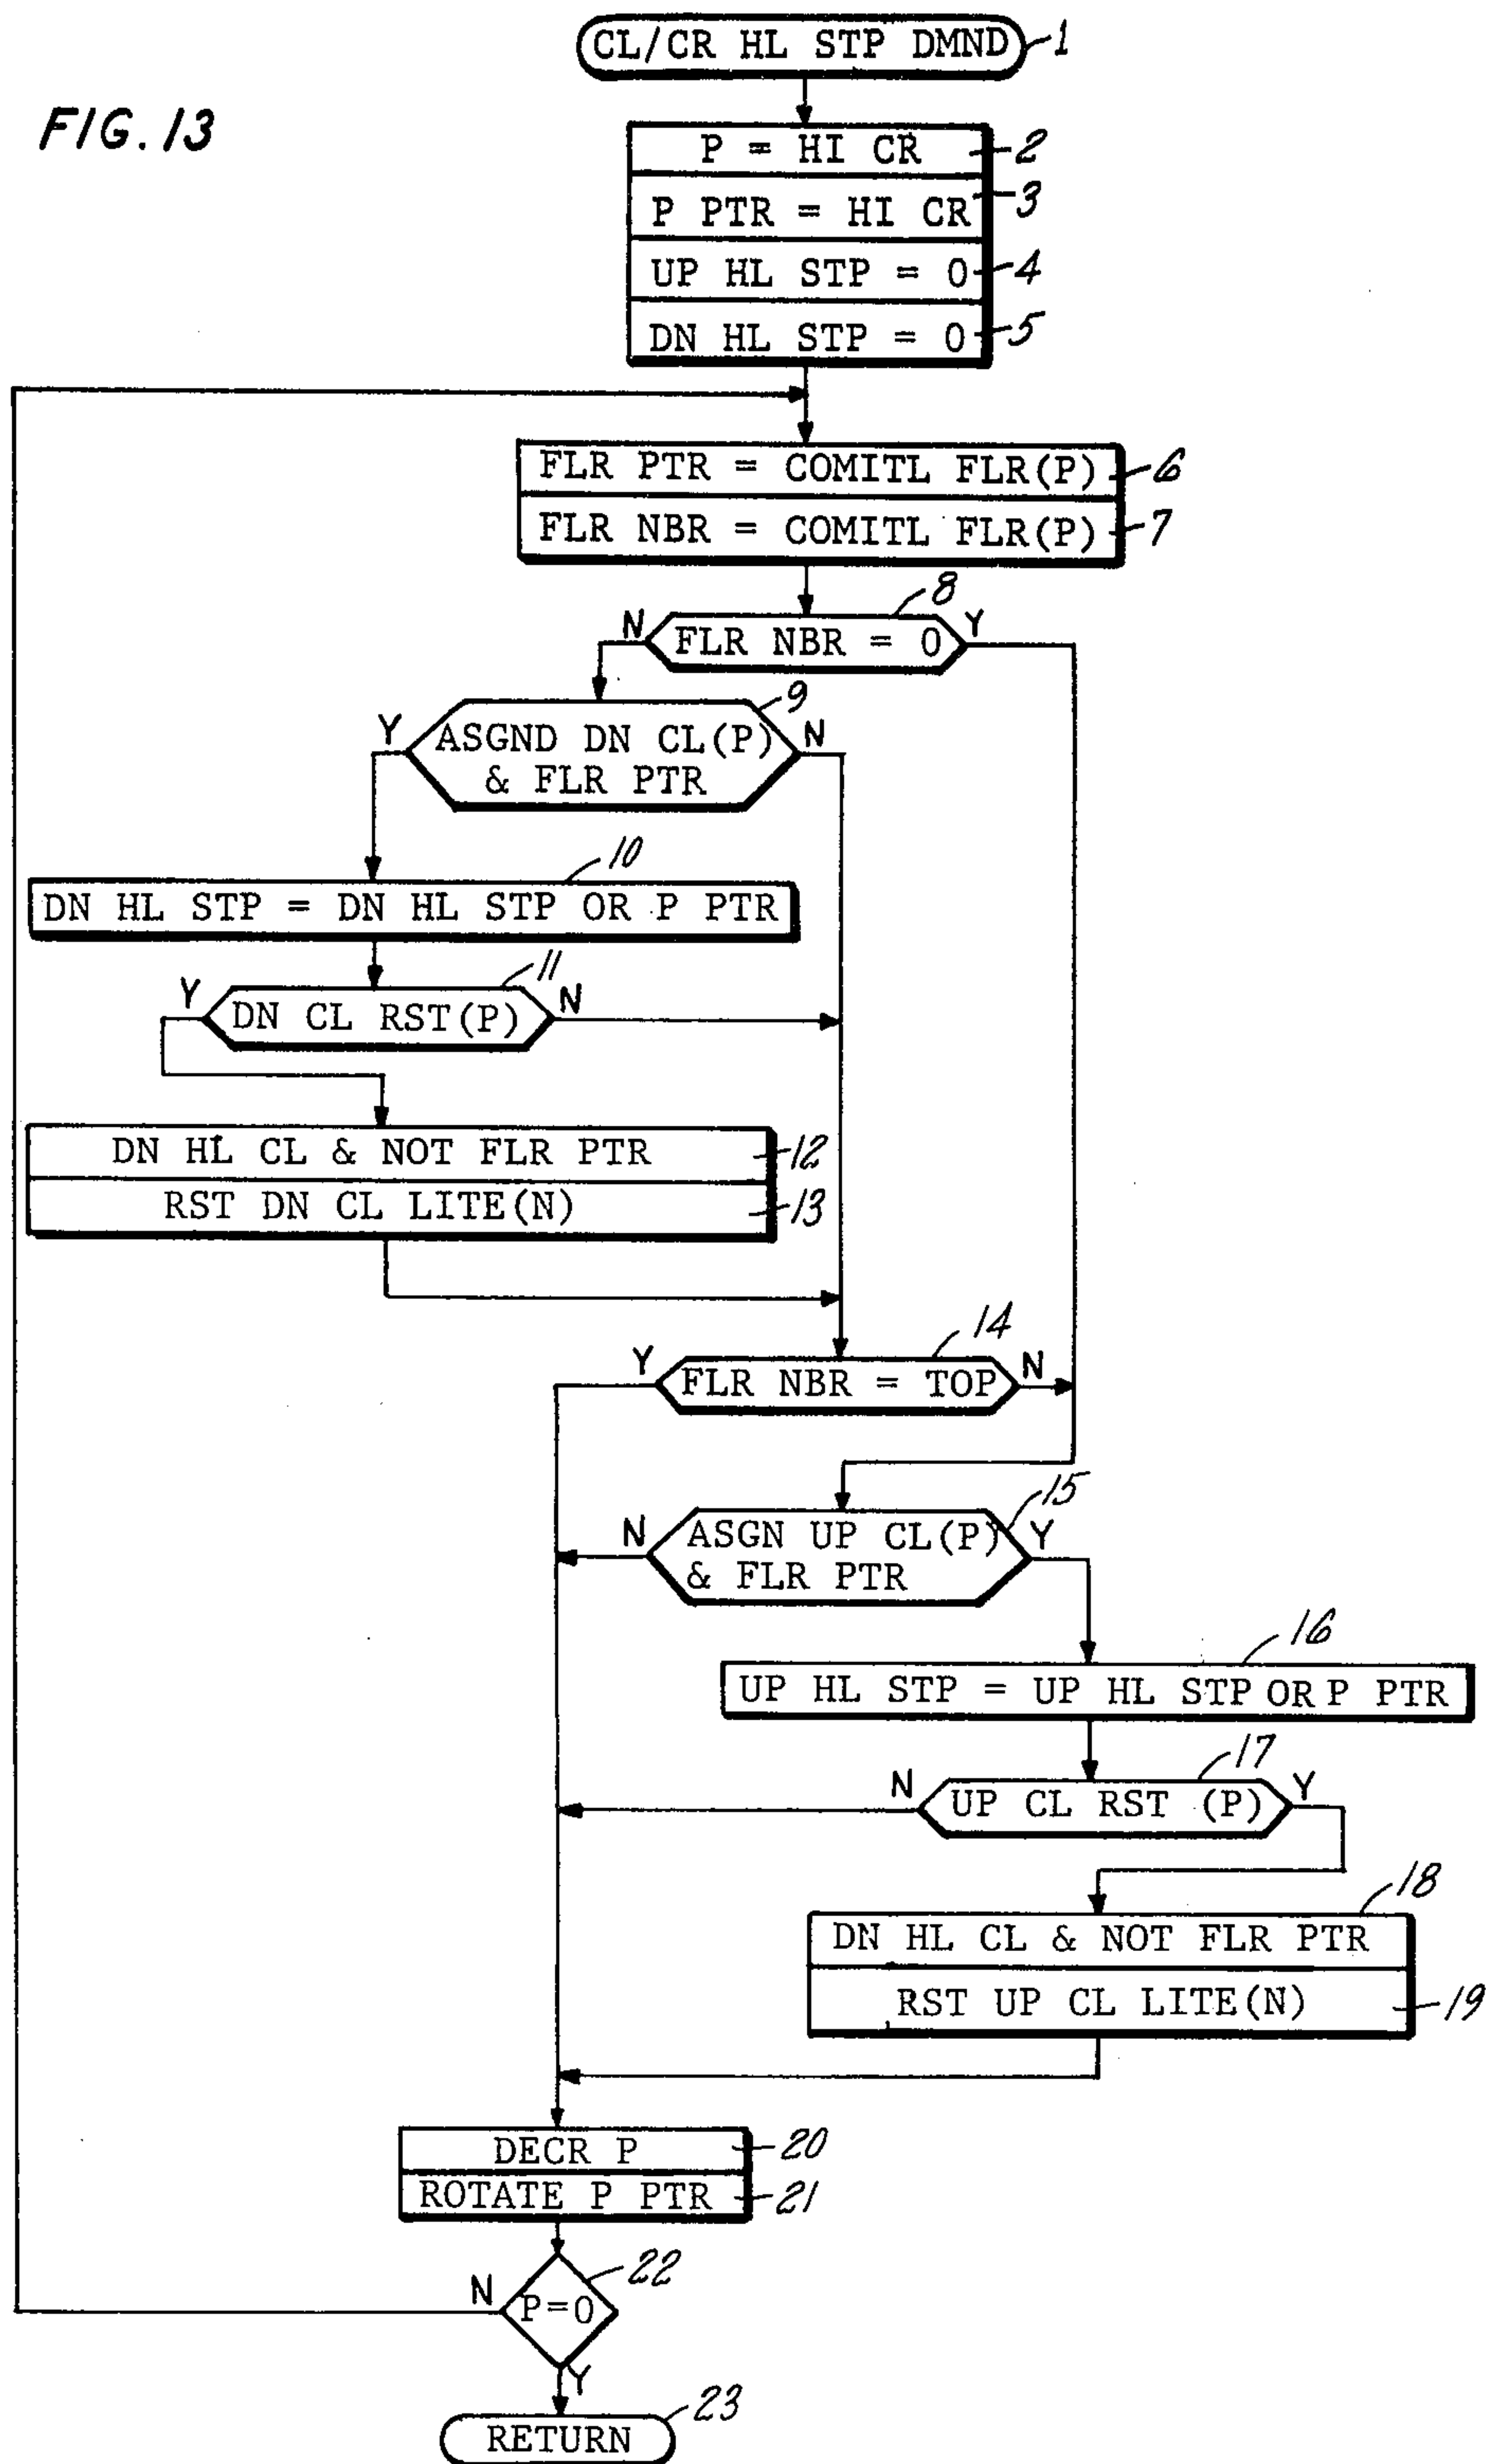 FIG. 13
CL/CR HL STP DMND 1
P = HI CR 2
P PTR = HI CR 3
UP HL STP = 0 4
DN HL STP = 0 5
FLR PTR = COMITL FLR(P) 6
FLR NBR = COMITL FLR(P) 7
8
N FLR NBR = 0 Y
9
Y ASGND DN CL(P) N
& FLR PTR
10
DN HL STP = DN HL STP OR P PTR
11
Y DN CL RST(P) N
DN HL CL & NOT FLR PTR 12
RST DN CL LITE(N) 13
14
Y FLR NBR = TOP N
15
N ASGN UP CL(P) Y
& FLR PTR
16
UP HL STP = UP HL STP OR P PTR
17
N UP CL RST (P) Y
18
DN HL CL & NOT FLR PTR
RST UP CL LITE(N) 19
DECR P 20
ROTATE P PTR 21
22
N P=0
Y
23
RETURN